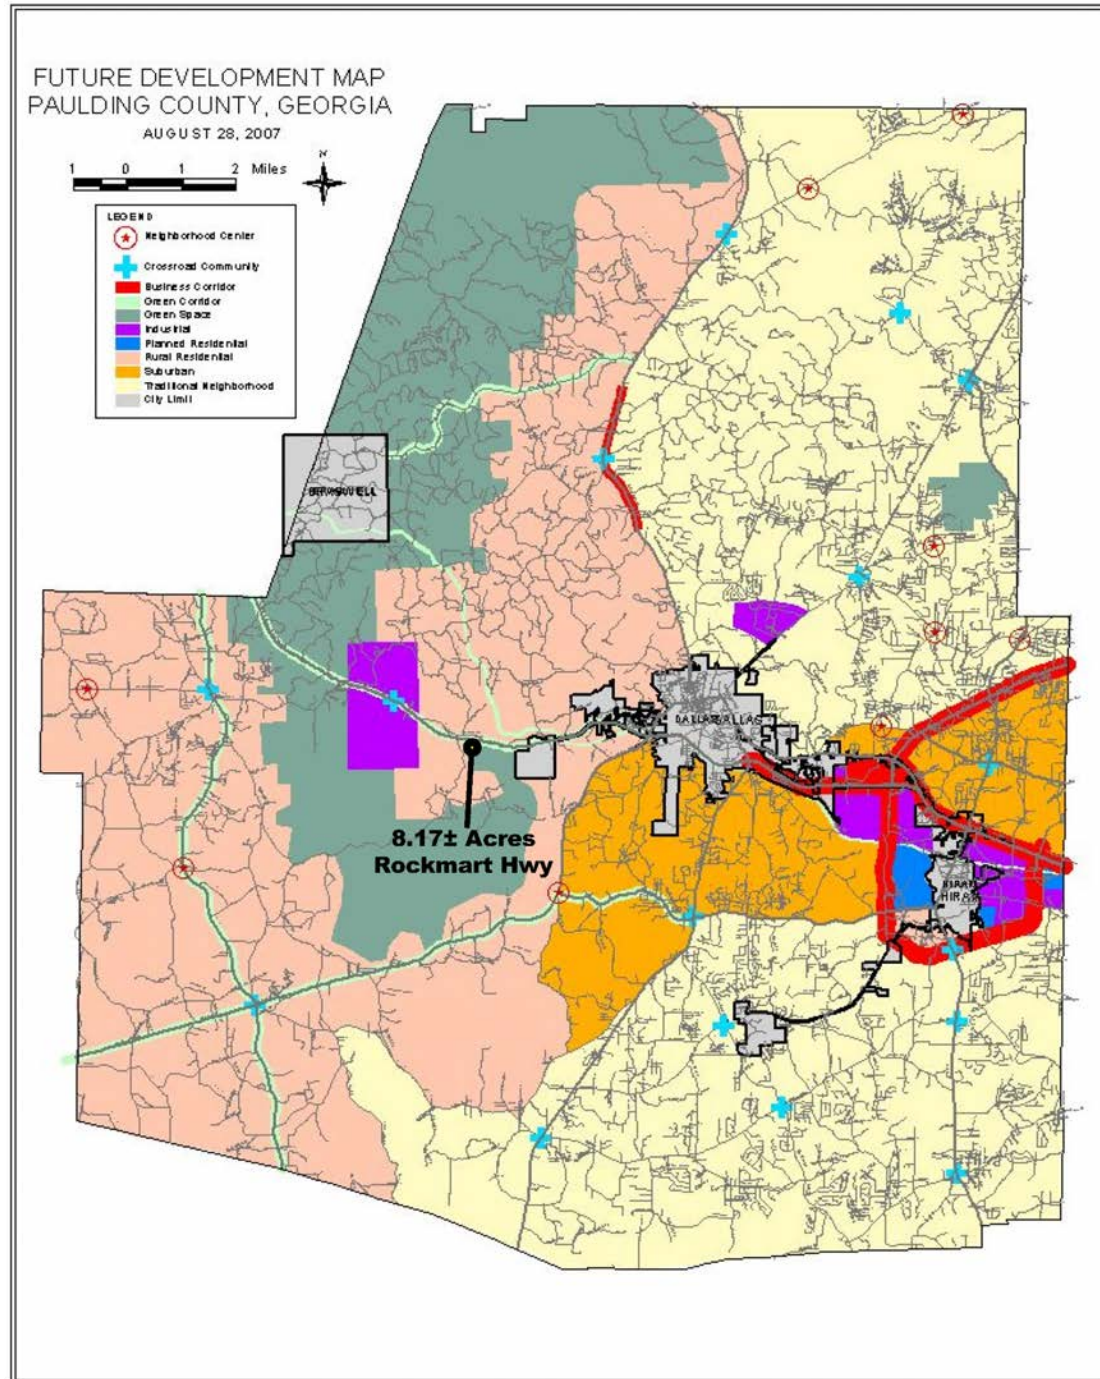 FUTURE DEVELOPMENT MAP
PAULDING COUNTY, GEORGIA
AUGUST 28, 2007
N
1 0 1 2 Miles
LEGEND
Neighborhood Center
Crossroad Community
Business Corridor
Green Corridor
Green Space
Industrial
Planned Residential
Rural Residential
Suburban
Traditional Neighborhood
City Limit
DALLAS
8.17± Acres
Rockmart Hwy
HIRAM